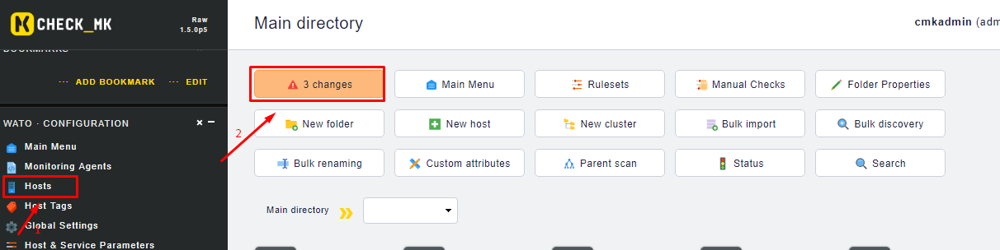 CHECK_MK
Raw
1.5.0p5
BOOKMARKS
ADD BOOKMARK
EDIT
WATO · CONFIGURATION
Main Menu
Monitoring Agents
Hosts
Host Tags
1
Global Settings
Host & Service Parameters
Main directory
cmkadmin (adm
3 changes
Main Menu
Rulesets
Manual Checks
Folder Properties
2
New folder
New host
New cluster
Bulk import
Bulk discovery
Bulk renaming
Custom attributes
Parent scan
Status
Search
Main directory